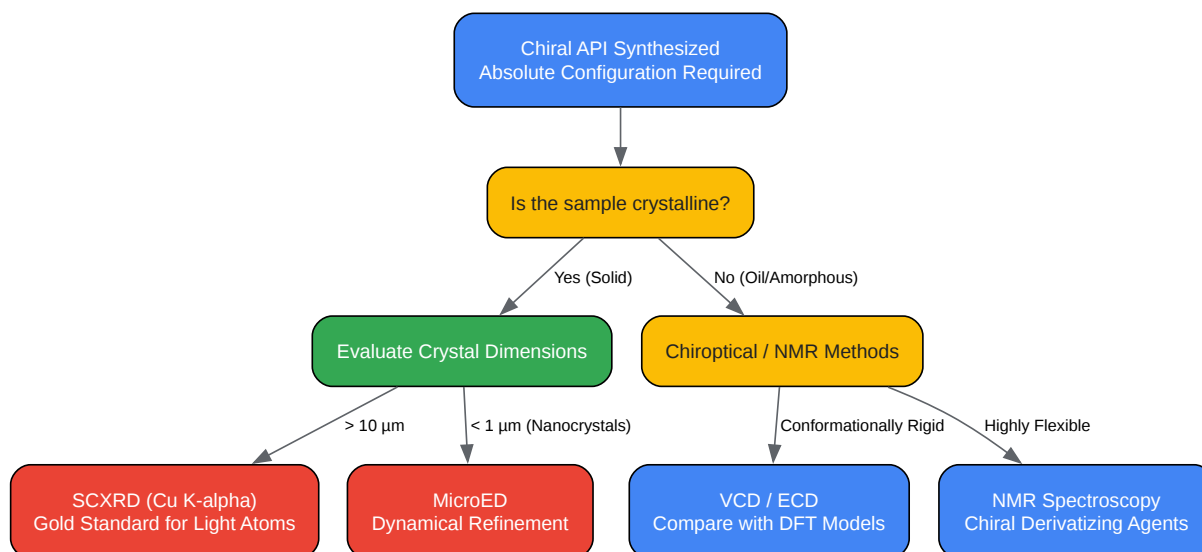 Chiral API Synthesized
Absolute Configuration Required
Is the sample crystalline?
Yes (Solid)
No (Oil/Amorphous)
Evaluate Crystal Dimensions
Chiroptical / NMR Methods
> 10 µm
< 1 µm (Nanocrystals)
Conformationally Rigid
Highly Flexible
SCXRD (Cu K-alpha)
Gold Standard for Light Atoms
MicroED
Dynamical Refinement
VCD / ECD
Compare with DFT Models
NMR Spectroscopy
Chiral Derivatizing Agents